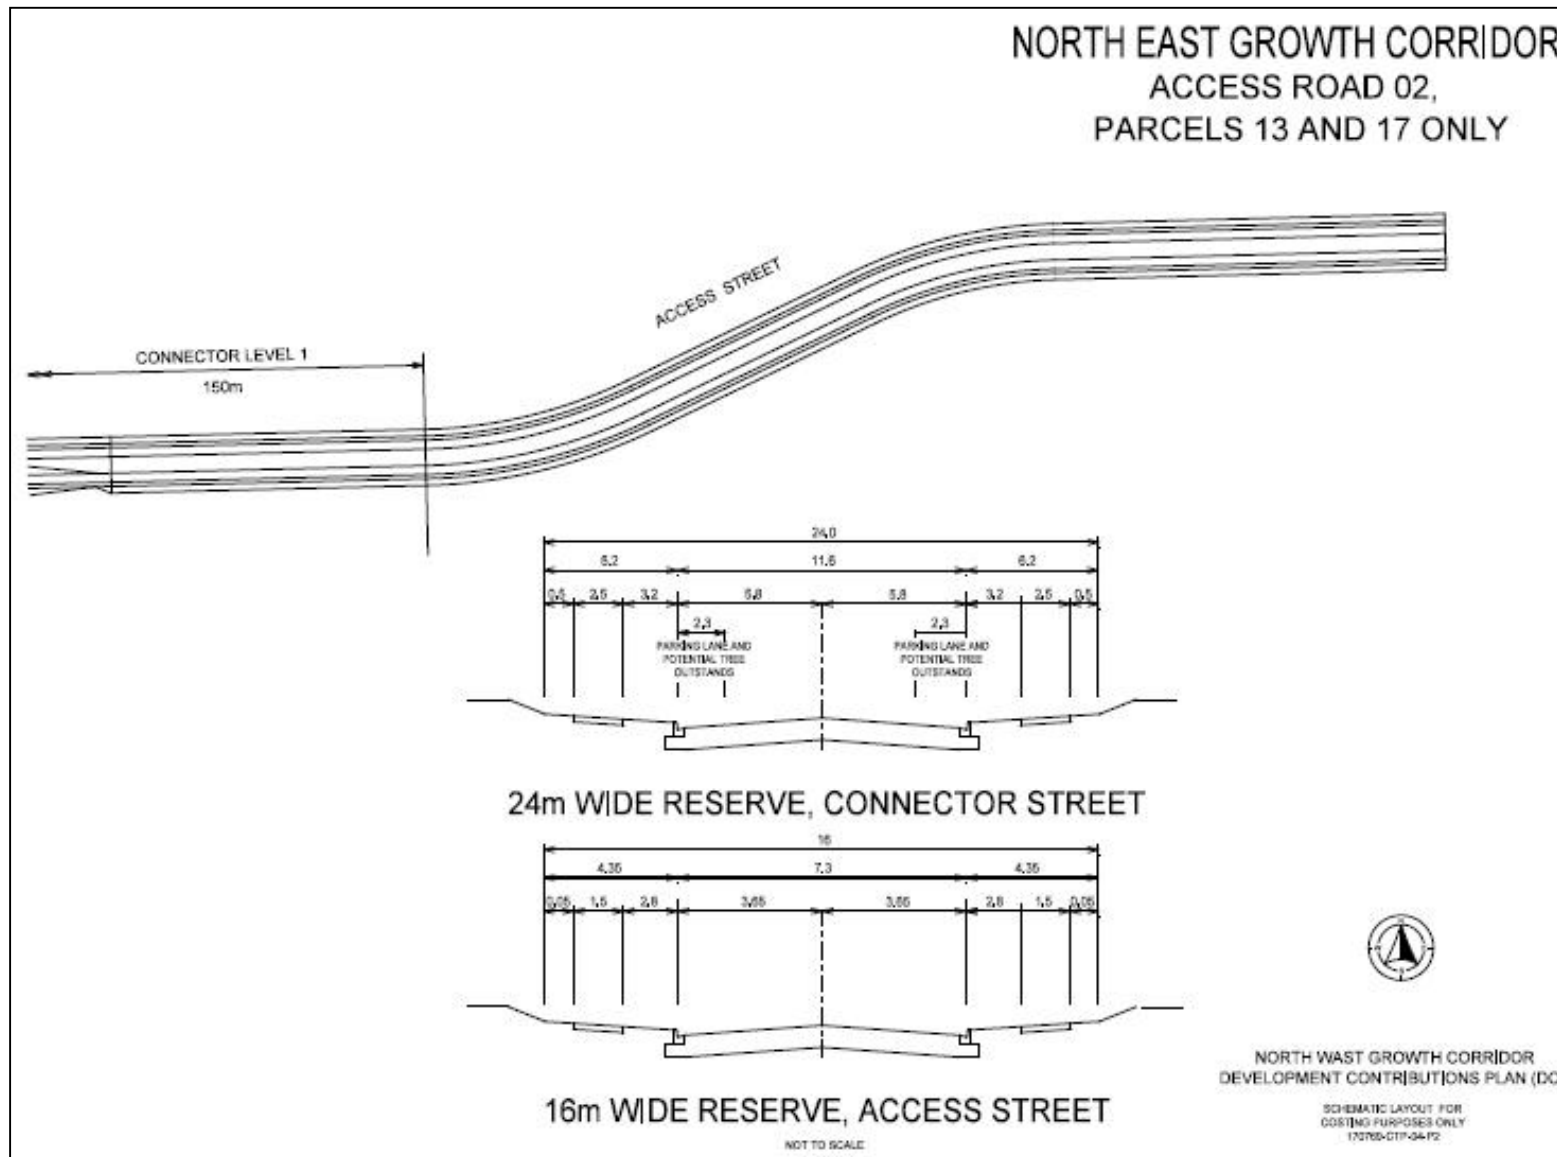 NORTH EAST GROWTH CORRIDOR
ACCESS ROAD 02,
PARCELS 13 AND 17 ONLY
ACCESS STREET
CONNECTOR LEVEL 1
150m
24.0
6.2 11.6 6.2
0.5 2.5 3.2 5.8 5.8 3.2 2.5 0.5
2.3 2.3
PARKING LANE AND PARKING LANE AND
POTENTIAL TREE POTENTIAL TREE
OUTSTANDS OUTSTANDS
24m WIDE RESERVE, CONNECTOR STREET
16
4.35 7.3 4.35
0.05 1.5 2.8 3.65 3.65 2.8 1.5 0.05
16m WIDE RESERVE, ACCESS STREET
NOT TO SCALE
NORTH WAST GROWTH CORRIDOR
DEVELOPMENT CONTRIBUTIONS PLAN (DC
SCHEMATIC LAYOUT FOR
COSTING PURPOSES ONLY
170765-CTP-04-P2